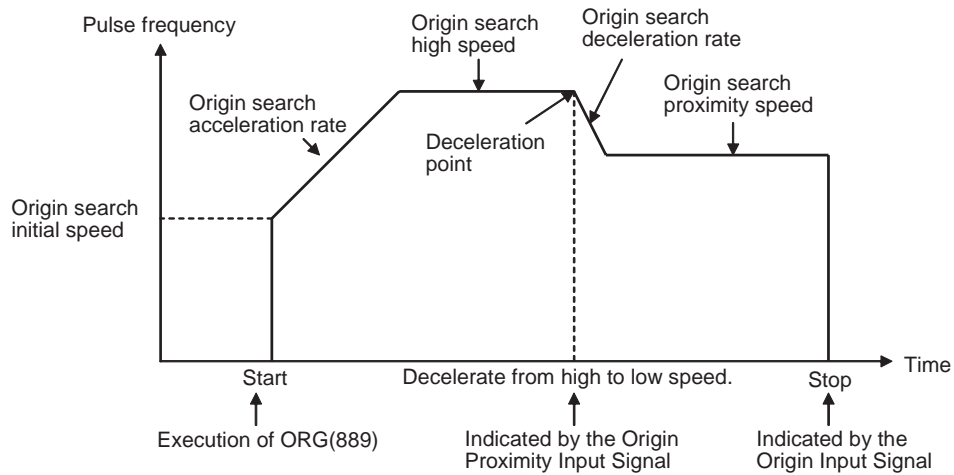 Pulse frequency
Origin search
high speed
Origin search
deceleration rate
Origin search
acceleration rate
Origin search
proximity speed
Deceleration
point
Origin search
initial speed
Time
Start
Decelerate from high to low speed.
Stop
Execution of ORG(889)
Indicated by the Origin
Proximity Input Signal
Indicated by the
Origin Input Signal